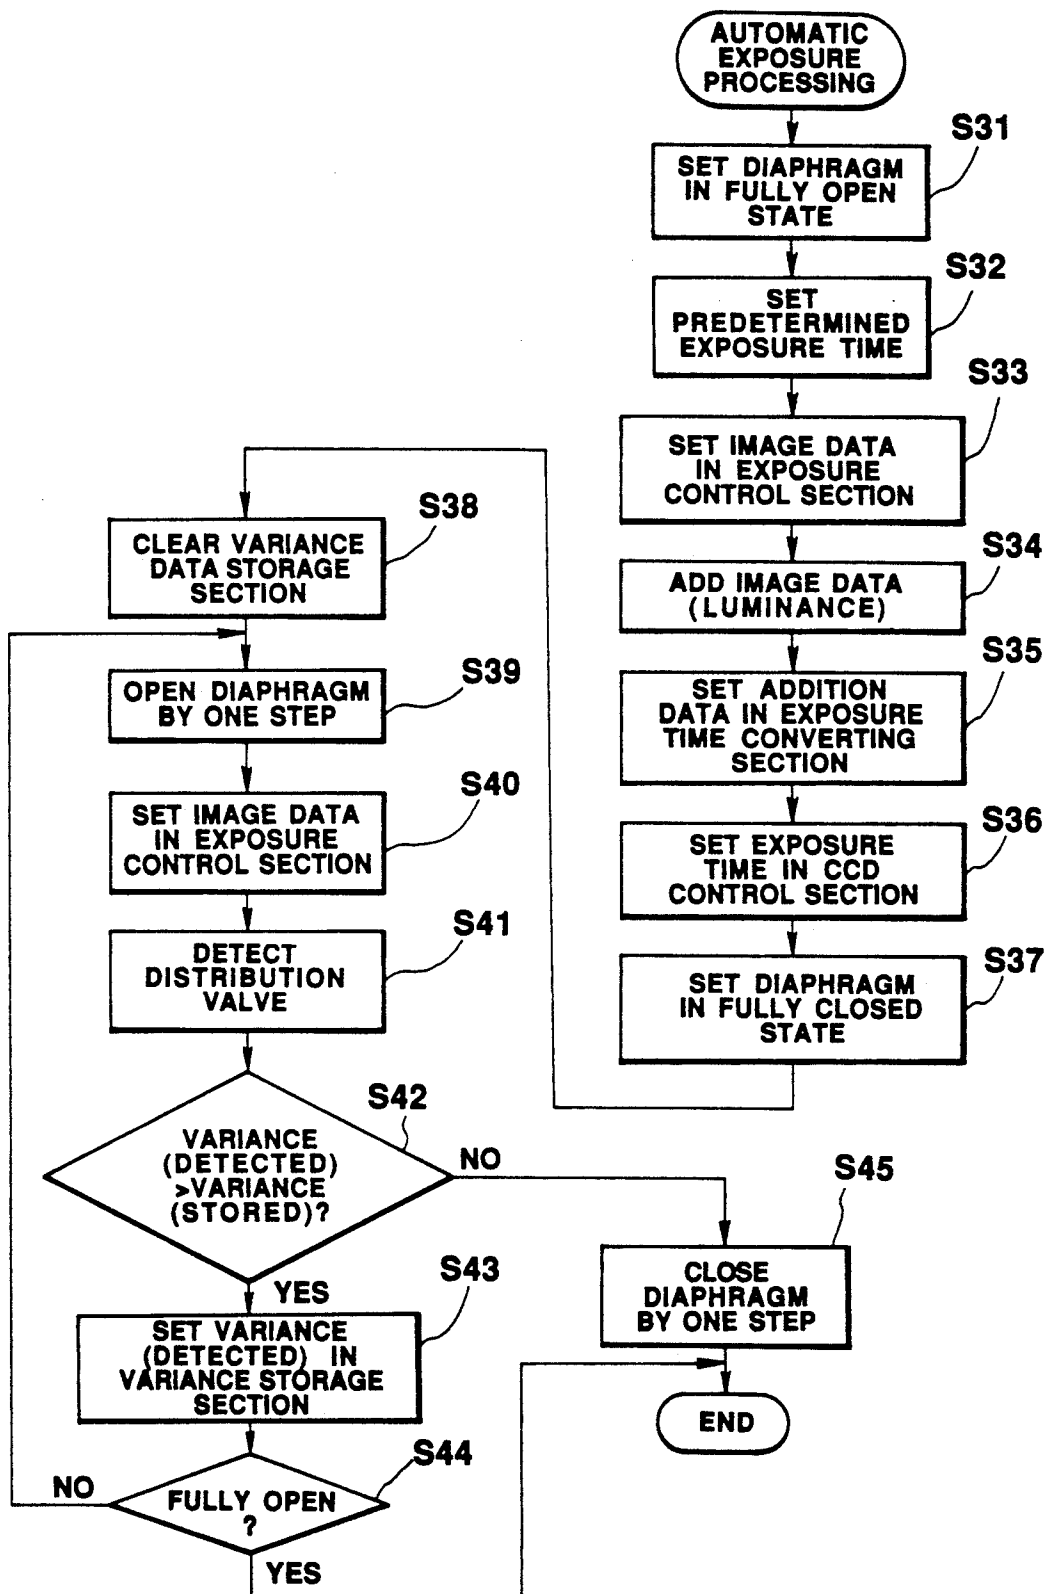 AUTOMATIC
EXPOSURE
PROCESSING
S31
SET DIAPHRAGM
IN FULLY OPEN
STATE
S32
SET
PREDETERMINED
EXPOSURE TIME
S33
SET IMAGE DATA
IN EXPOSURE
CONTROL SECTION
S34
ADD IMAGE DATA
(LUMINANCE)
S35
SET ADDITION
DATA IN EXPOSURE
TIME CONVERTING
SECTION
S36
SET EXPOSURE
TIME IN CCD
CONTROL SECTION
S37
SET DIAPHRAGM
IN FULLY CLOSED
STATE
S38
CLEAR VARIANCE
DATA STORAGE
SECTION
S39
OPEN DIAPHRAGM
BY ONE STEP
S40
SET IMAGE DATA
IN EXPOSURE
CONTROL SECTION
S41
DETECT
DISTRIBUTION
VALVE
S42
VARIANCE
(DETECTED)
>VARIANCE
(STORED)?
NO
YES
S43
SET VARIANCE
(DETECTED) IN
VARIANCE STORAGE
SECTION
S44
FULLY OPEN
?
NO
YES
S45
CLOSE
DIAPHRAGM
BY ONE STEP
END